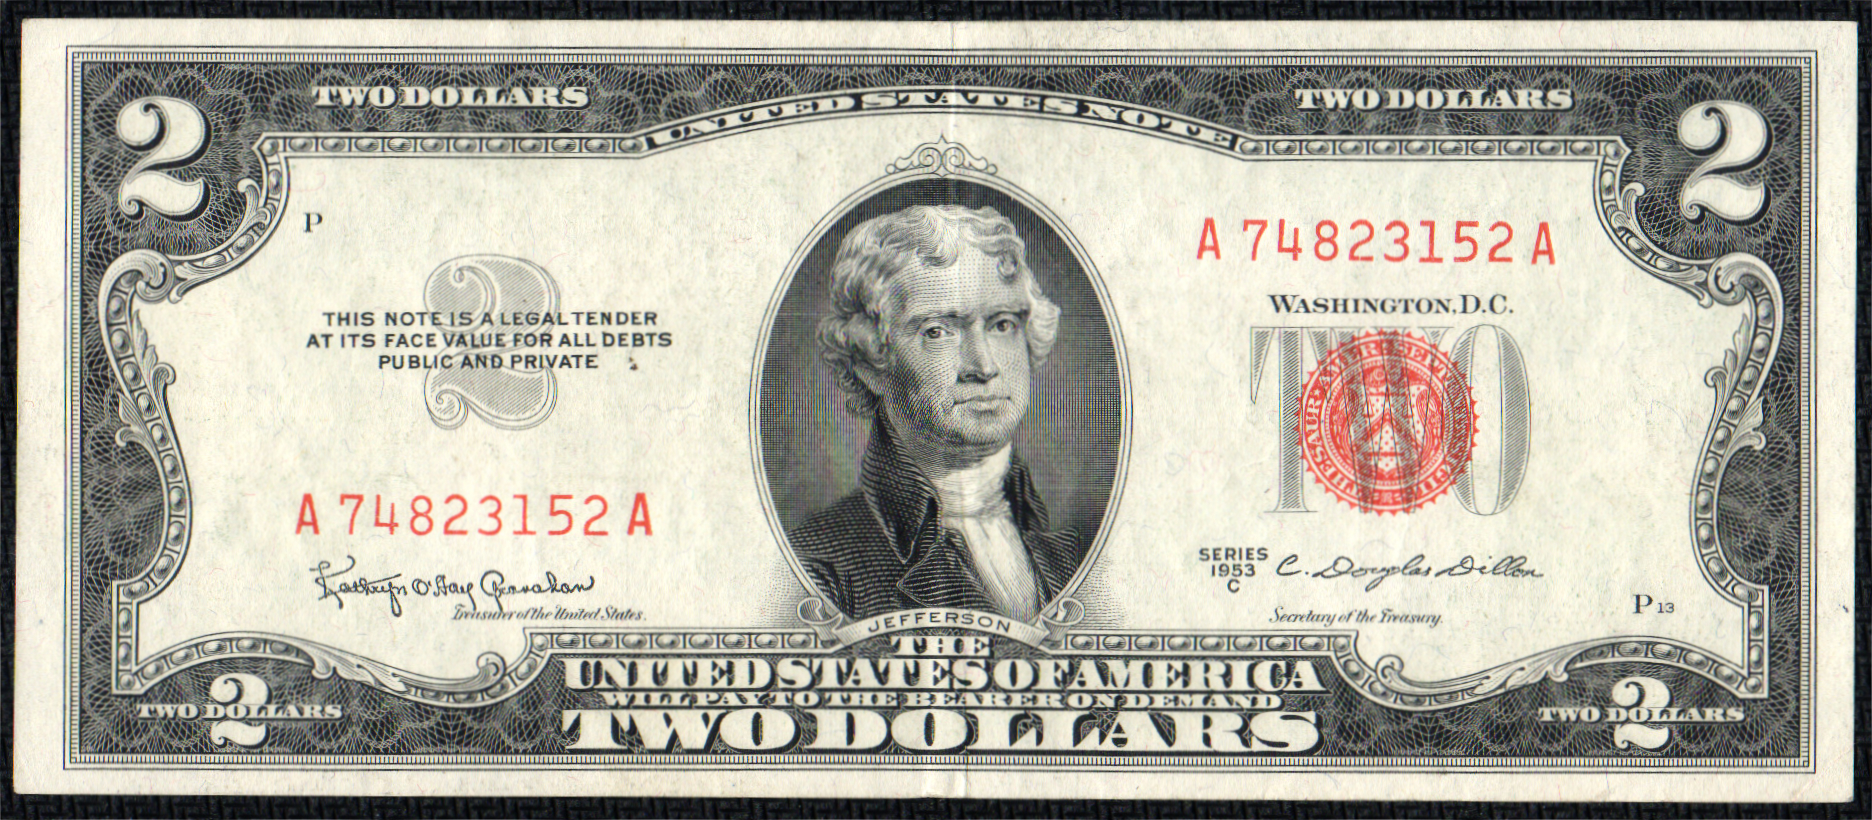 TWO DOLLARS
UNITED STATES NOTE
TWO DOLLARS
2
2
P
A 74823152 A
WASHINGTON, D.C.
2
THIS NOTE IS A LEGAL TENDER
AT ITS FACE VALUE FOR ALL DEBTS
PUBLIC AND PRIVATE
TWO
A 74823152 A
SERIES
1953
C
C. Douglas Dillon
Kathryn O'Hay Granahan
Treasurer of the United States.
Secretary of the Treasury.
P 13
JEFFERSON
THE
UNITED STATES OF AMERICA
WILL PAY TO THE BEARER ON DEMAND
TWO DOLLARS
2
TWO DOLLARS
2
TWO DOLLARS